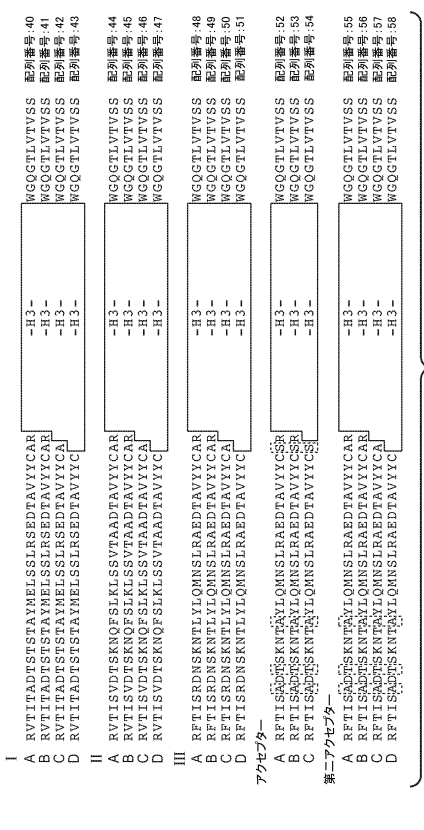 I
A RVTITADTSTSTAYMELSSLRSEDTAVYYCAR -H3- WGQGTLVTVSS 配列番号:40
B RVTITADTSTSTAYMELSSLRSEDTAVYYCAR -H3- WGQGTLVTVSS 配列番号:41
C RVTITADTSTSTAYMELSSLRSEDTAVYYCA -H3- WGQGTLVTVSS 配列番号:42
D RVTITADTSTSTAYMELSSLRSEDTAVYYC -H3- WGQGTLVTVSS 配列番号:43
II
A RVTISVDTSKNQFSLKLSSVTAADTAVYYCAR -H3- WGQGTLVTVSS 配列番号:44
B RVTISVDTSKNQFSLKLSSVTAADTAVYYCAR -H3- WGQGTLVTVSS 配列番号:45
C RVTISVDTSKNQFSLKLSSVTAADTAVYYCA -H3- WGQGTLVTVSS 配列番号:46
D RVTISVDTSKNQFSLKLSSVTAADTAVYYC -H3- WGQGTLVTVSS 配列番号:47
III
A RFTISRDNSKNTLYLQMNSLRAEDTAVYYCAR -H3- WGQGTLVTVSS 配列番号:48
B RFTISRDNSKNTLYLQMNSLRAEDTAVYYCAR -H3- WGQGTLVTVSS 配列番号:49
C RFTISRDNSKNTLYLQMNSLRAEDTAVYYCA -H3- WGQGTLVTVSS 配列番号:50
D RFTISRDNSKNTLYLQMNSLRAEDTAVYYC -H3- WGQGTLVTVSS 配列番号:51
アクセプター
A RFTISADTSKNTAYLQMNSLRAEDTAVYYCSR -H3- WGQGTLVTVSS 配列番号:52
B RFTISADTSKNTAYLQMNSLRAEDTAVYYCSR -H3- WGQGTLVTVSS 配列番号:53
C RFTISADTSKNTAYLQMNSLRAEDTAVYYCS -H3- WGQGTLVTVSS 配列番号:54
第二アクセプター
A RFTISADTSKNTAYLQMNSLRAEDTAVYYCAR -H3- WGQGTLVTVSS 配列番号:55
B RFTISADTSKNTAYLQMNSLRAEDTAVYYCAR -H3- WGQGTLVTVSS 配列番号:56
C RFTISADTSKNTAYLQMNSLRAEDTAVYYCA -H3- WGQGTLVTVSS 配列番号:57
D RFTISADTSKNTAYLQMNSLRAEDTAVYYC -H3- WGQGTLVTVSS 配列番号:58